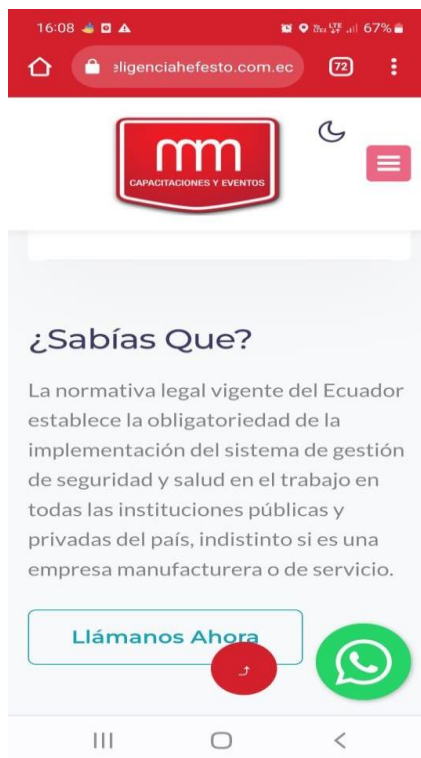 16:08
LTE
67%
eligenciahefesto.com.ec
72
mm
CAPACITACIONES Y EVENTOS
¿Sabías Que?
La normativa legal vigente del Ecuador
establece la obligatoriedad de la
implementación del sistema de gestión
de seguridad y salud en el trabajo en
todas las instituciones públicas y
privadas del país, indistinto si es una
empresa manufacturera o de servicio.
Llámanos Ahora